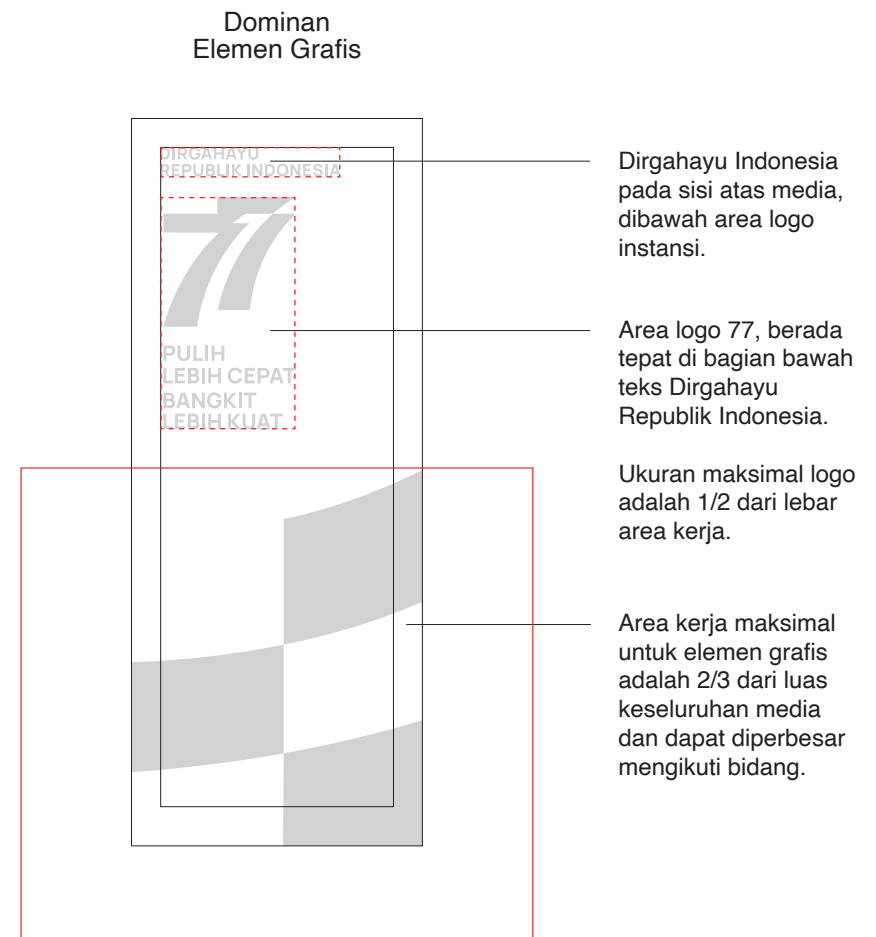 Dominan
Elemen Grafis
DIRGAHAYU
REPUBLIK INDONESIA
77
PULIH
LEBIH CEPAT
BANGKIT
LEBIH KUAT
Dirgahayu Indonesia
pada sisi atas media,
dibawah area logo
instansi.
Area logo 77, berada
tepat di bagian bawah
teks Dirgahayu
Republik Indonesia.
Ukuran maksimal logo
adalah 1/2 dari lebar
area kerja.
Area kerja maksimal
untuk elemen grafis
adalah 2/3 dari luas
keseluruhan media
dan dapat diperbesar
mengikuti bidang.